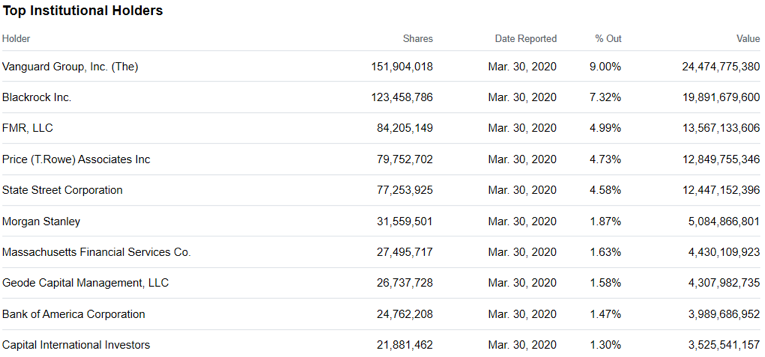 Top Institutional Holders
Holder Shares Date Reported % Out Value
Vanguard Group, Inc. (The) 151,904,018 Mar. 30, 2020 9.00% 24,474,775,380
Blackrock Inc. 123,458,786 Mar. 30, 2020 7.32% 19,891,679,600
FMR, LLC 84,205,149 Mar. 30, 2020 4.99% 13,567,133,606
Price (T.Rowe) Associates Inc 79,752,702 Mar. 30, 2020 4.73% 12,849,755,346
State Street Corporation 77,253,925 Mar. 30, 2020 4.58% 12,447,152,396
Morgan Stanley 31,559,501 Mar. 30, 2020 1.87% 5,084,866,801
Massachusetts Financial Services Co. 27,495,717 Mar. 30, 2020 1.63% 4,430,109,923
Geode Capital Management, LLC 26,737,728 Mar. 30, 2020 1.58% 4,307,982,735
Bank of America Corporation 24,762,208 Mar. 30, 2020 1.47% 3,989,686,952
Capital International Investors 21,881,462 Mar. 30, 2020 1.30% 3,525,541,157